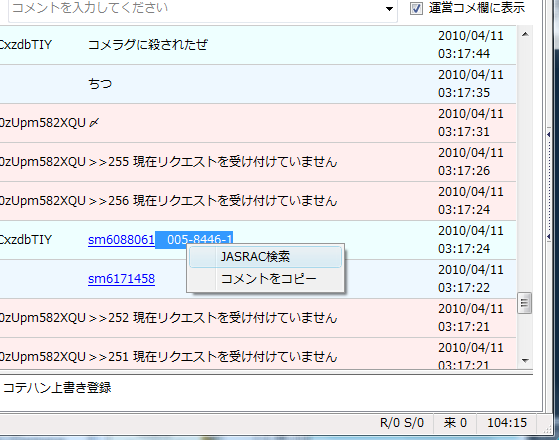 コメントを入力してください
運営コメ欄に表示
CxzdbTIY コメラグに殺されたぜ 2010/04/11 03:17:44
ちつ 2010/04/11 03:17:35
0zUpm582XQU 〆 2010/04/11 03:17:31
0zUpm582XQU >>255 現在リクエストを受け付けていません 2010/04/11 03:17:26
0zUpm582XQU >>256 現在リクエストを受け付けていません 2010/04/11 03:17:24
CxzdbTIY sm6088061 005-8446-1 2010/04/11 03:17:24
JASRAC検索
コメントをコピー
sm6171458 2010/04/11 03:17:22
0zUpm582XQU >>252 現在リクエストを受け付けていません 2010/04/11 03:17:21
0zUpm582XQU >>251 現在リクエストを受け付けていません 2010/04/11 03:17:21
コテハン上書き登録
R/0 S/0 来 0 104:15